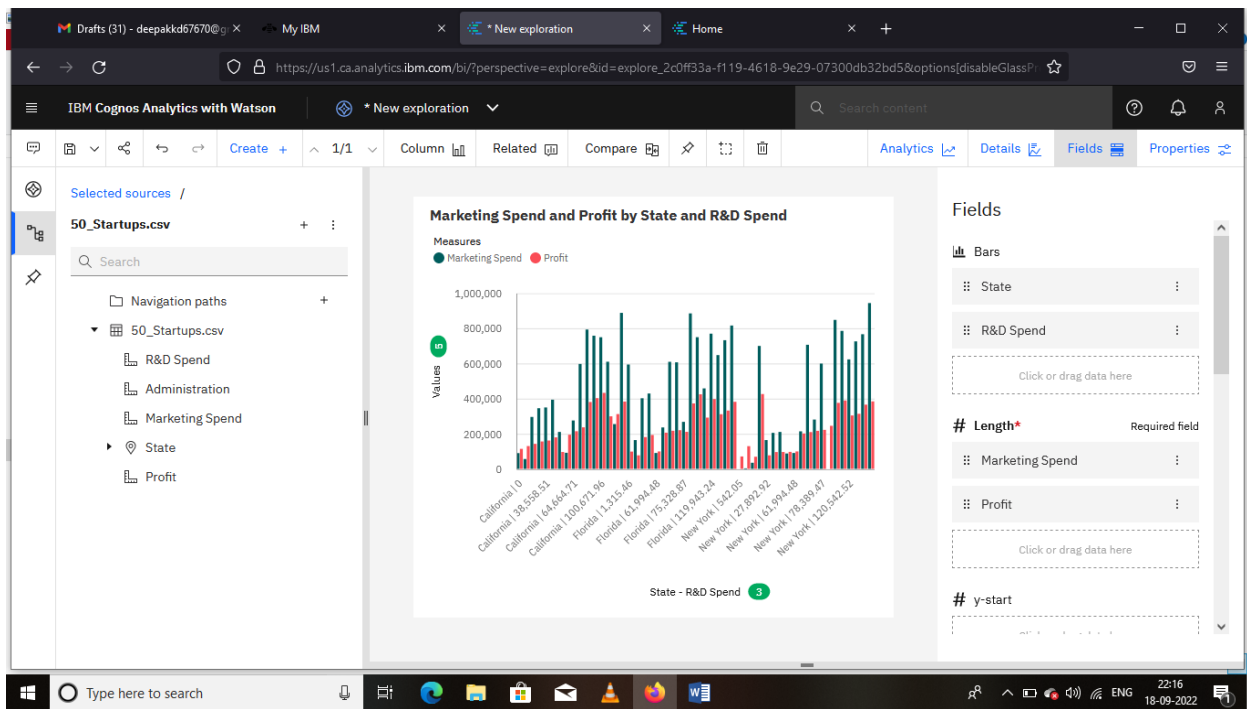 Drafts (31) - deepakkd67670@g
My IBM
* New exploration
Home
https://us1.ca.analytics.ibm.com/bi/?perspective=explore&id=explore_2c0ff33a-f119-4618-9e29-07300db32bd5&options[disableGlassPr
IBM Cognos Analytics with Watson
* New exploration
Search content
Create +
1/1
Column
Related
Compare
Analytics
Details
Fields
Properties
Selected sources /
50_Startups.csv
Search
Navigation paths
50_Startups.csv
R&D Spend
Administration
Marketing Spend
State
Profit
Marketing Spend and Profit by State and R&D Spend
Measures
Marketing Spend Profit
1,000,000
800,000
600,000
400,000
200,000
0
Values 5
California | 0
California | 38,558.51
California | 64,664.71
California | 100,671.96
Florida | 1,315.46
Florida | 61,994.48
Florida | 75,328.87
Florida | 119,943.24
New York | 542.05
New York | 27,892.92
New York | 61,994.48
New York | 78,389.47
New York | 120,542.52
State - R&D Spend 3
Fields
Bars
State
R&D Spend
Click or drag data here
# Length* Required field
Marketing Spend
Profit
Click or drag data here
# y-start
Type here to search
ENG
22:16
18-09-2022